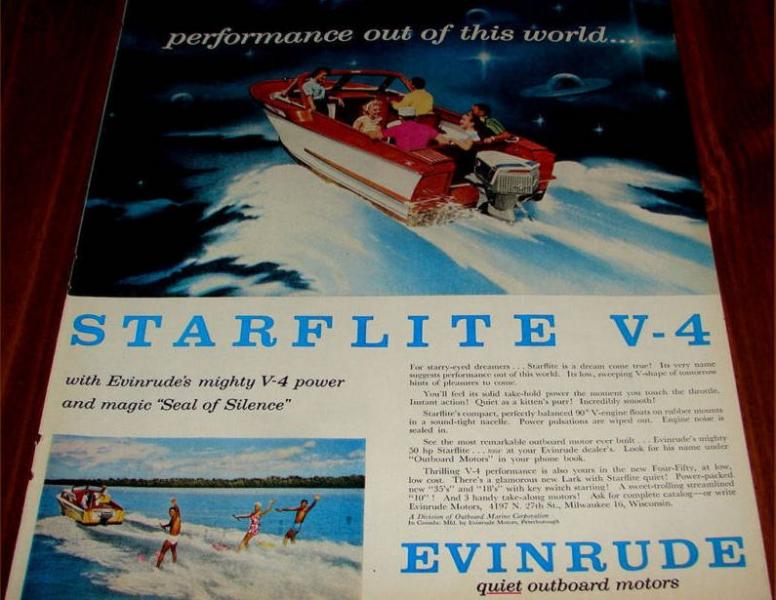 performance out of this world...
STARFLITE V-4
with Evinrude's mighty V-4 power
and magic "Seal of Silence"
For starry-eyed dreamers . . . Starflite is a dream come true! Its very name
suggests performance out of this world. Its low, sweeping V-shape of tomorrow
hints of pleasures to come.
You'll feel its solid take-hold power the moment you touch the throttle.
Instant action! Quiet as a kitten's purr! Incredibly smooth!
Starflite's compact, perfectly balanced 90° V-engine floats on rubber mounts
in a sound-tight nacelle. Power pulsations are wiped out. Engine noise is
sealed in.
See the most remarkable outboard motor ever built . . . Evinrude's mighty
50 hp Starflite . . . now at your Evinrude dealer's. Look for his name under
"Outboard Motors" in your phone book.
Thrilling V-4 performance is also yours in the new Four-Fifty, at low,
low cost. There's a glamorous new Lark with Starflite quiet! Power-packed
new "35's" and "18's" with key switch starting! A sweet-trolling streamlined
"10"! And 3 handy take-along motors! Ask for complete catalog—or write
Evinrude Motors, 4197 N. 27th St., Milwaukee 16, Wisconsin.
A Division of Outboard Marine Corporation
In Canada: Mfd. by Evinrude Motors, Peterborough
EVINRUDE
quiet outboard motors